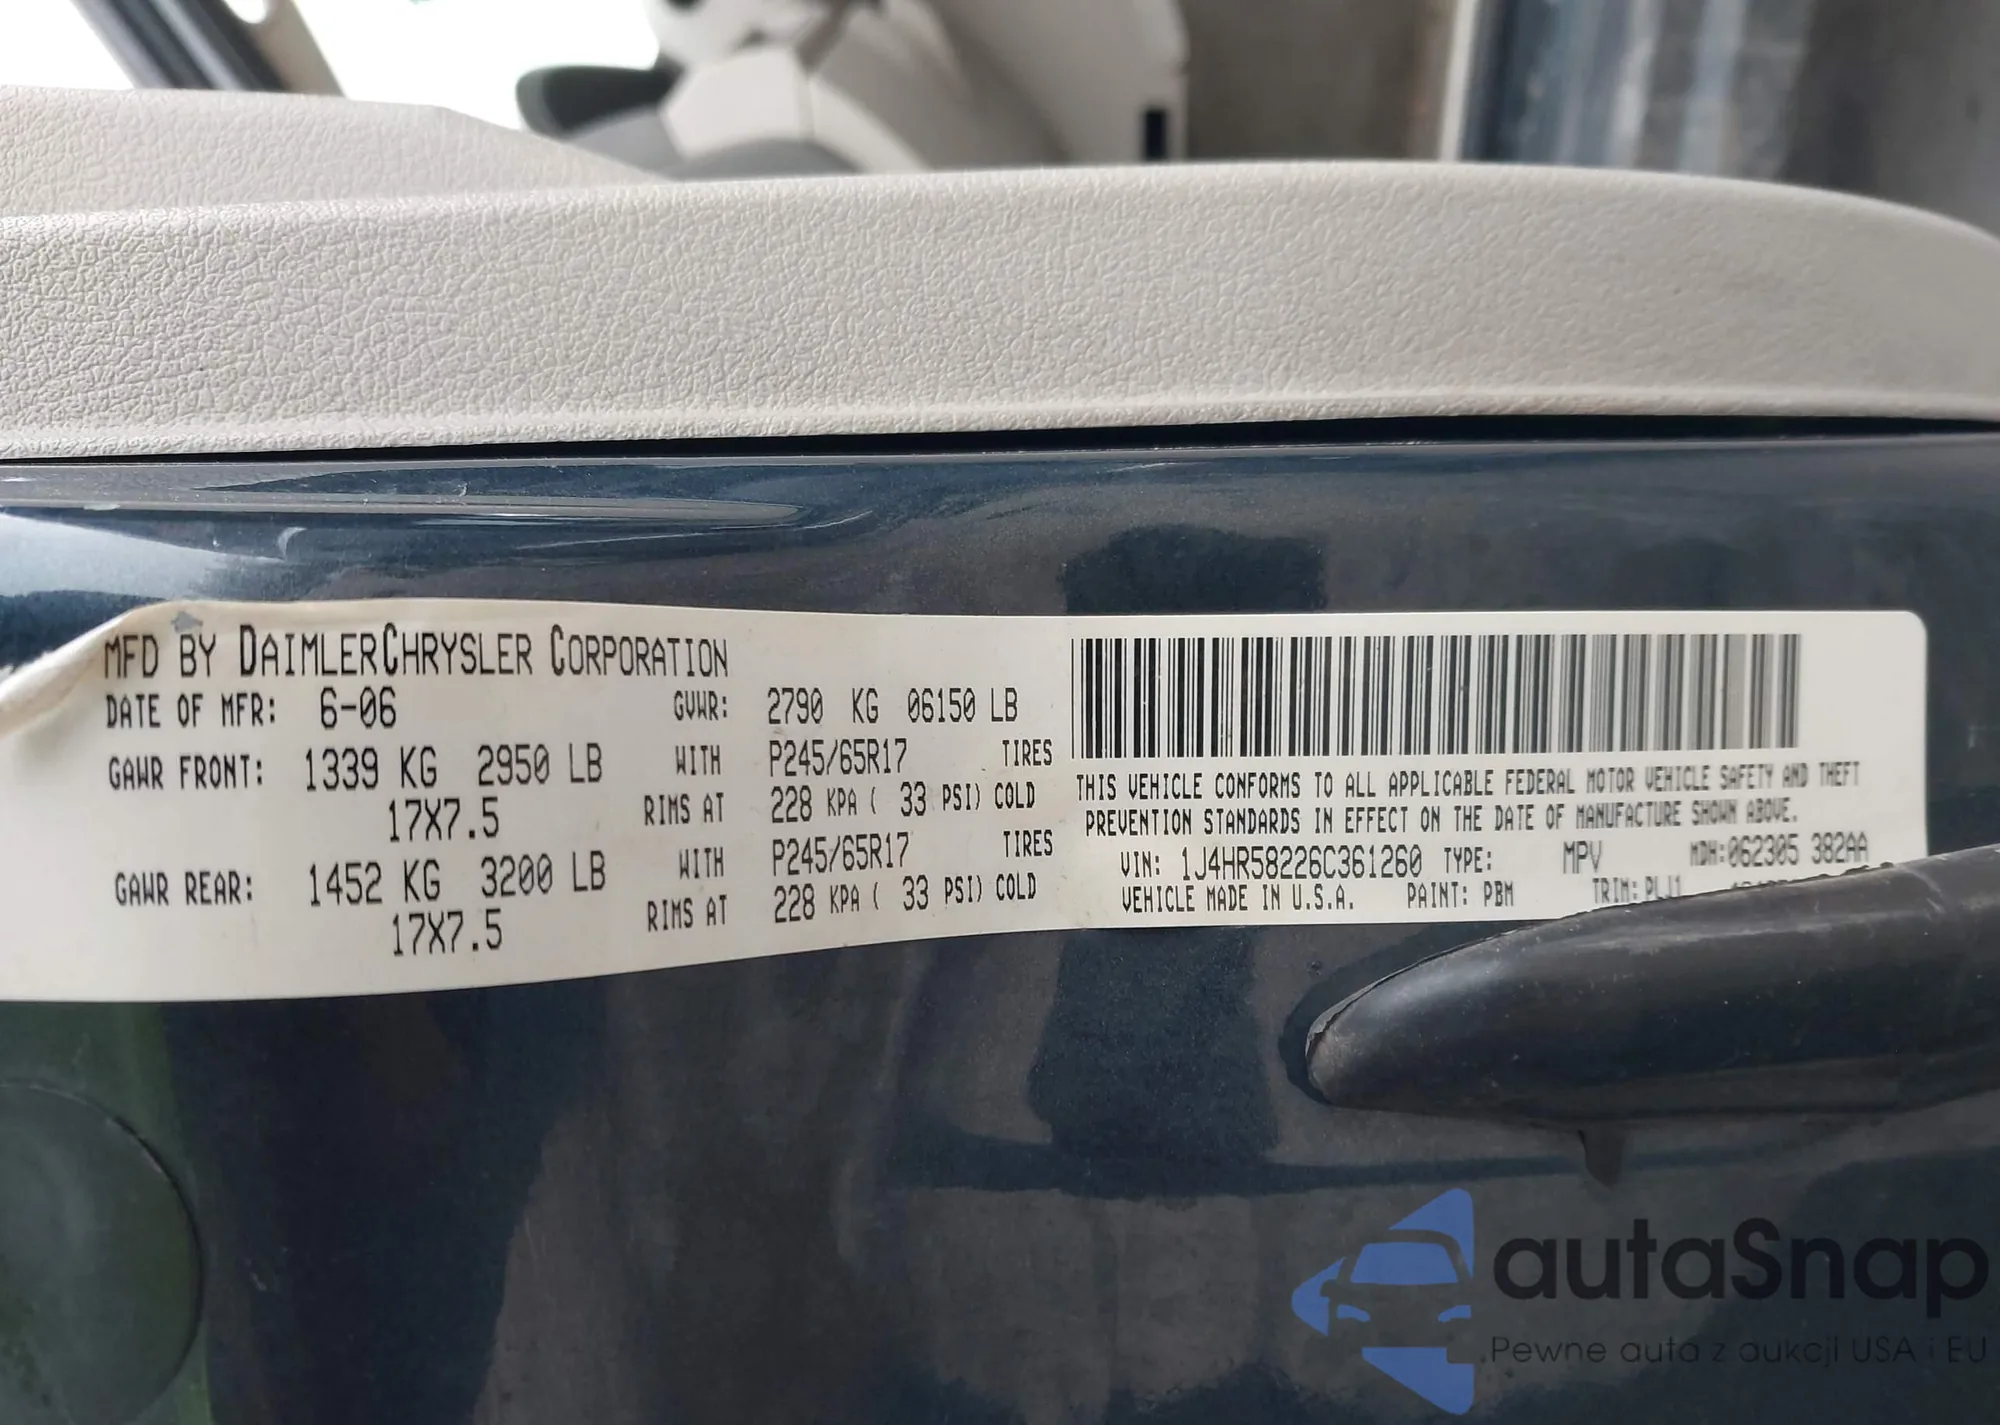 MFD BY DAIMLERCHRYSLER CORPORATION
DATE OF MFR: 6-06 GVWR: 2790 KG 06150 LB
GAWR FRONT: 1339 KG 2950 LB WITH P245/65R17 TIRES
17X7.5 RIMS AT 228 KPA ( 33 PSI) COLD
GAWR REAR: 1452 KG 3200 LB WITH P245/65R17 TIRES
17X7.5 RIMS AT 228 KPA ( 33 PSI) COLD
THIS VEHICLE CONFORMS TO ALL APPLICABLE FEDERAL MOTOR VEHICLE SAFETY AND THEFT
PREVENTION STANDARDS IN EFFECT ON THE DATE OF MANUFACTURE SHOWN ABOVE.
VIN: 1J4HR58226C361260 TYPE: MPV MDH:062305 382AA
VEHICLE MADE IN U.S.A. PAINT: PBM TRIM: PLJ1
autaSnap
Pewne auta z aukcji USA i EU